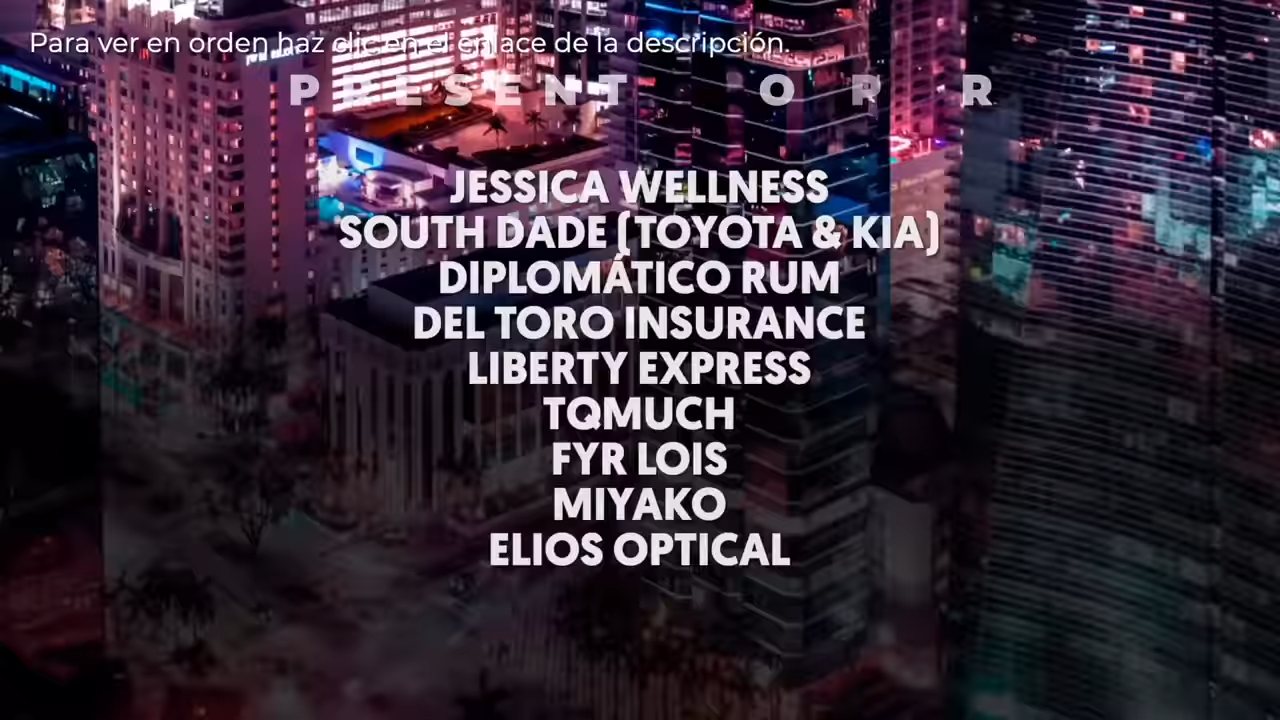 Para ver en orden haz clic en el enlace de la descripción.
PRESENT O P R
JESSICA WELLNESS
SOUTH DADE (TOYOTA & KIA)
DIPLOMÁTICO RUM
DEL TORO INSURANCE
LIBERTY EXPRESS
TQMUCH
FYR LOIS
MIYAKO
ELIOS OPTICAL